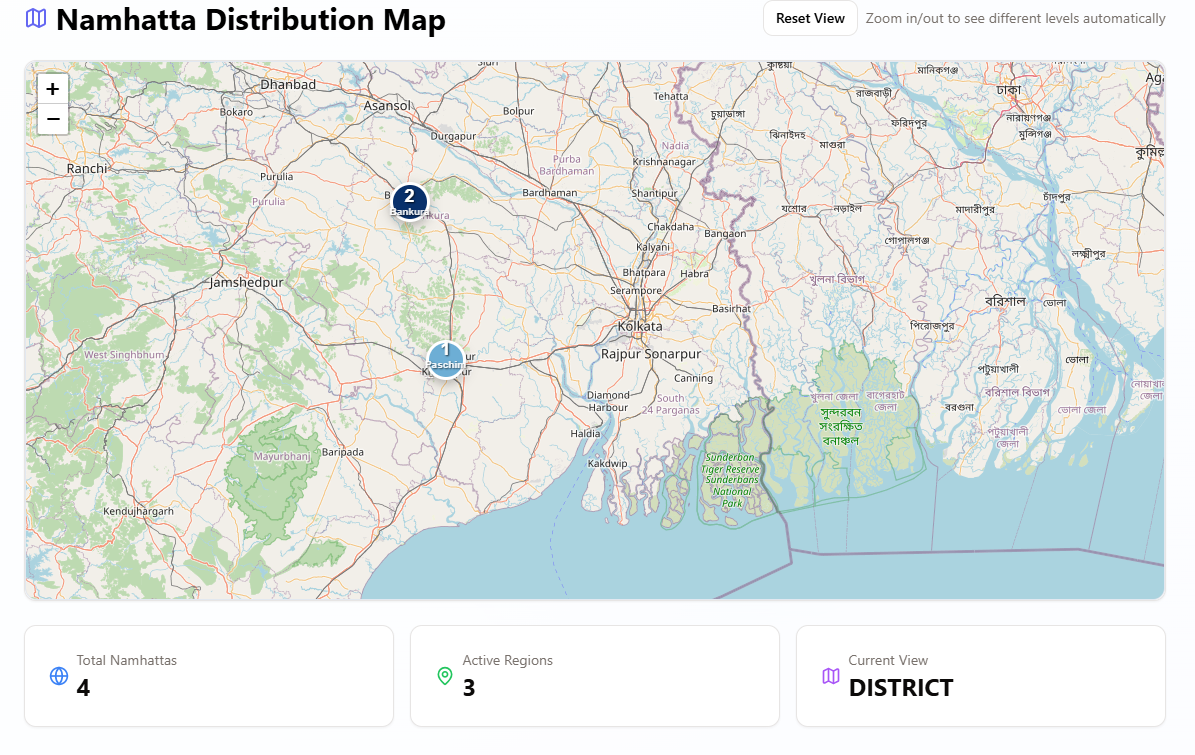 Namhatta Distribution Map
Reset View
Zoom in/out to see different levels automatically
+
−
Dhanbad
Bokaro
Asansol
Bolpur
Durgapur
Ranchi
Purulia
Purulia
Purba
Bardhaman
Bardhaman
2
Bankura
Tehatta
Nadia
Krishnanagar
Shantipur
Chakdaha
Kalyani
Bangaon
Bhatpara
Habra
Serampore
Basirhat
Kolkata
Rajpur Sonarpur
Canning
South
24 Parganas
Diamond
Harbour
Haldia
Kakdwip
Jamshedpur
West Singhbhum
1
Paschim
Mayurbhanj
Baripada
Kendujhargarh
Sunderban
Tiger Reserve
Sunderbans
National
Park
কুষ্টিয়া
চুয়াডাঙ্গা
ঝিনাইদহ
মাগুরা
রাজবাড়ী
মানিকগঞ্জ
ঢাকা
ফরিদপুর
নারায়ণগঞ্জ
মুন্সিগঞ্জ
যশোর
নড়াইল
মাদারীপুর
চাঁদপুর
গোপালগঞ্জ
লক্ষ্মীপুর
খুলনা বিভাগ
বরিশাল
ভোলা
পিরোজপুর
ভোলা
পটুয়াখালী
খুলনা জেলা
বাগেরহাট
জেলা
বরিশাল বিভাগ
বরগুনা
ভোলা জেলা
সুন্দরবন
সংরক্ষিত
বনাঞ্চল
পটুয়াখালী
জেলা
Total Namhattas
4
Active Regions
3
Current View
DISTRICT